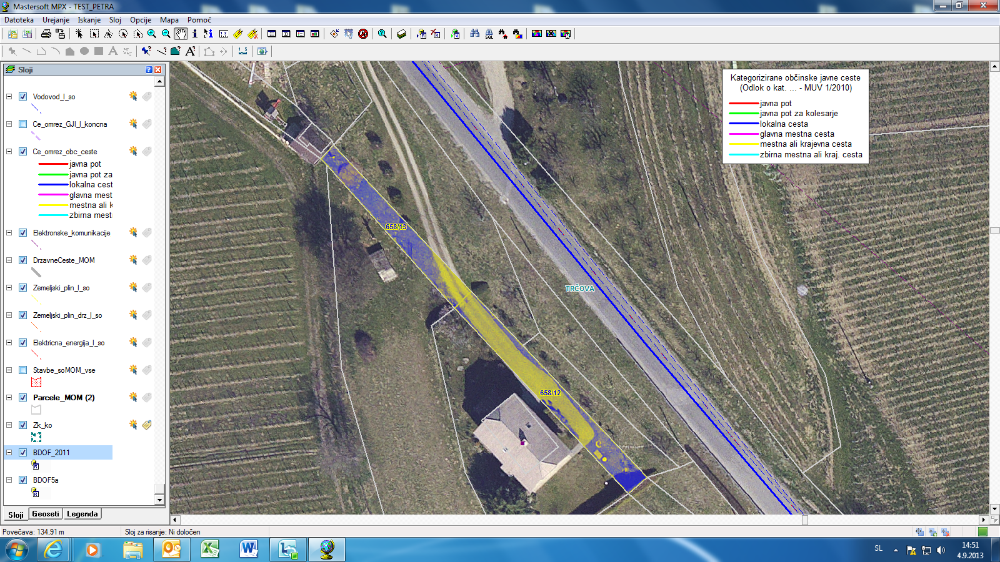 Mastersoft MPX - TEST_PETRA
Datoteka Urejanje Iskanje Sloj Opcije Mapa Pomoč
Sloji
Vodovod_l_so
Ce_omrez_GJI_l_koncna
Ce_omrez_obc_ceste
javna pot
javna pot za
lokalna cest
glavna mest
mestna ali k
zbirna mest
Elektronske_komunikacije
DrzavneCeste_MOM
Zemeljski_plin_l_so
Zemeljski_plin_drz_l_so
Elektricna_energija_l_so
Stavbe_soMOM_vse
Parcele_MOM (2)
Zk_ko
BDOF_2011
BDOF5a
Sloji Geoseti Legenda
Kategorizirane občinske javne ceste
(Odlok o kat. ... - MUV 1/2010)
javna pot
javna pot za kolesarje
lokalna cesta
glavna mestna cesta
mestna ali krajevna cesta
zbirna mestna ali kraj. cesta
658/13
TRČOVA
658/12
Povečava: 134,91 m
Sloj za risanje: Ni določen
SL
14:51
4.9.2013